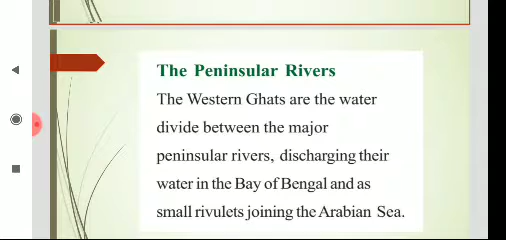 The Peninsular Rivers
The Western Ghats are the water
divide between the major
peninsular rivers, discharging their
water in the Bay of Bengal and as
small rivulets joining the Arabian Sea.